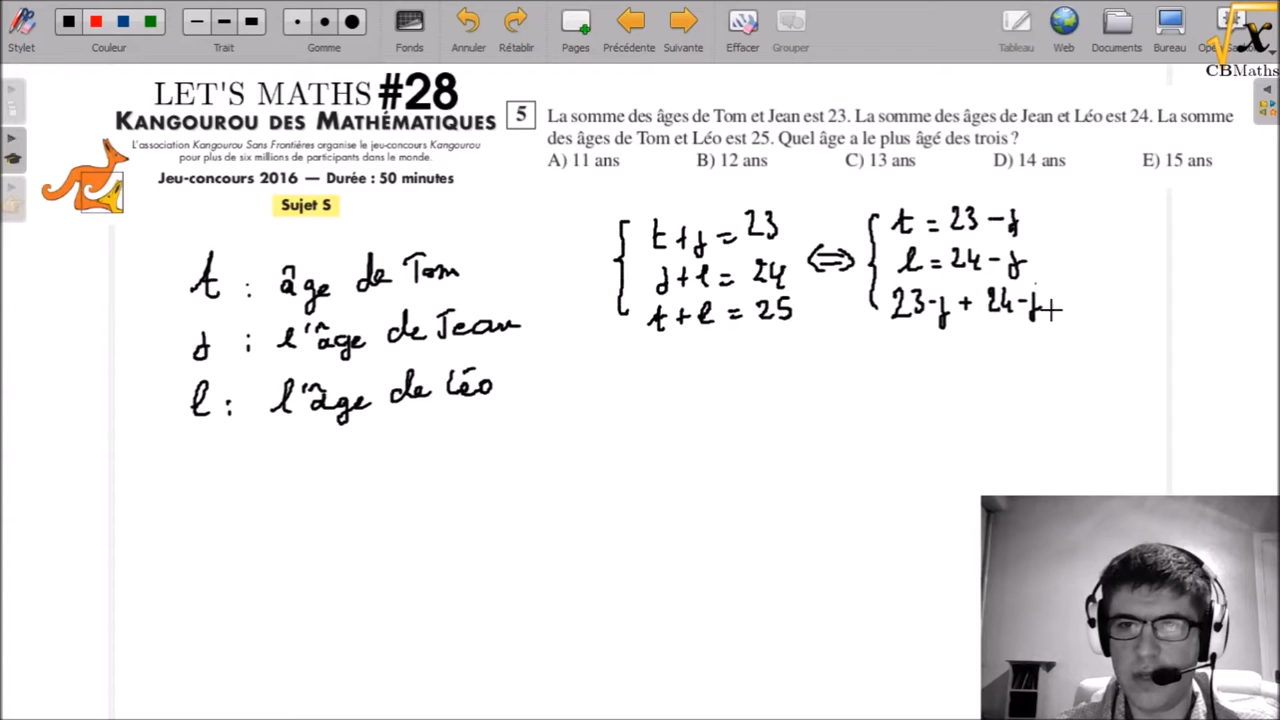 Stylet Couleur Trait Gomme Fonds Annuler Rétablir Pages Précédente Suivante Effacer Grouper Tableau Web Documents Bureau
√x
CBMaths
LET'S MATHS #28
KANGOUROU DES MATHÉMATIQUES
L'association Kangourou Sans Frontières organise le jeu-concours Kangourou
pour plus de six millions de participants dans le monde.
Jeu-concours 2016 — Durée : 50 minutes
Sujet S
5 La somme des âges de Tom et Jean est 23. La somme des âges de Jean et Léo est 24. La somme
des âges de Tom et Léo est 25. Quel âge a le plus âgé des trois ?
A) 11 ans B) 12 ans C) 13 ans D) 14 ans E) 15 ans
t : âge de Tom
j : l'âge de Jean
l : l'âge de Léo
t + j = 23
j + l = 24
t + l = 25
⇔
t = 23 - j
l = 24 - j
23 - j + 24 - j